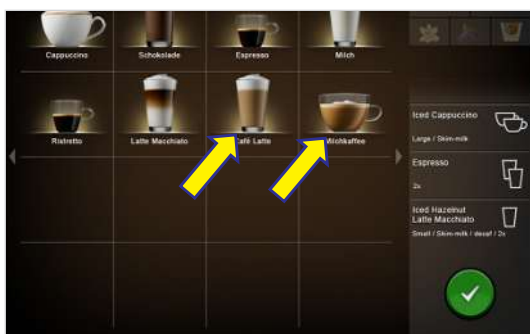 Cappuccino
Schokolade
Espresso
Milch
Ristretto
Latte Macchiato
Café Latte
Milchkaffee
Iced Cappuccino
Large / Skim-milk
Espresso
2x
Iced Hazelnut
Latte Macchiato
Small / Skim-milk / decaf / 2x